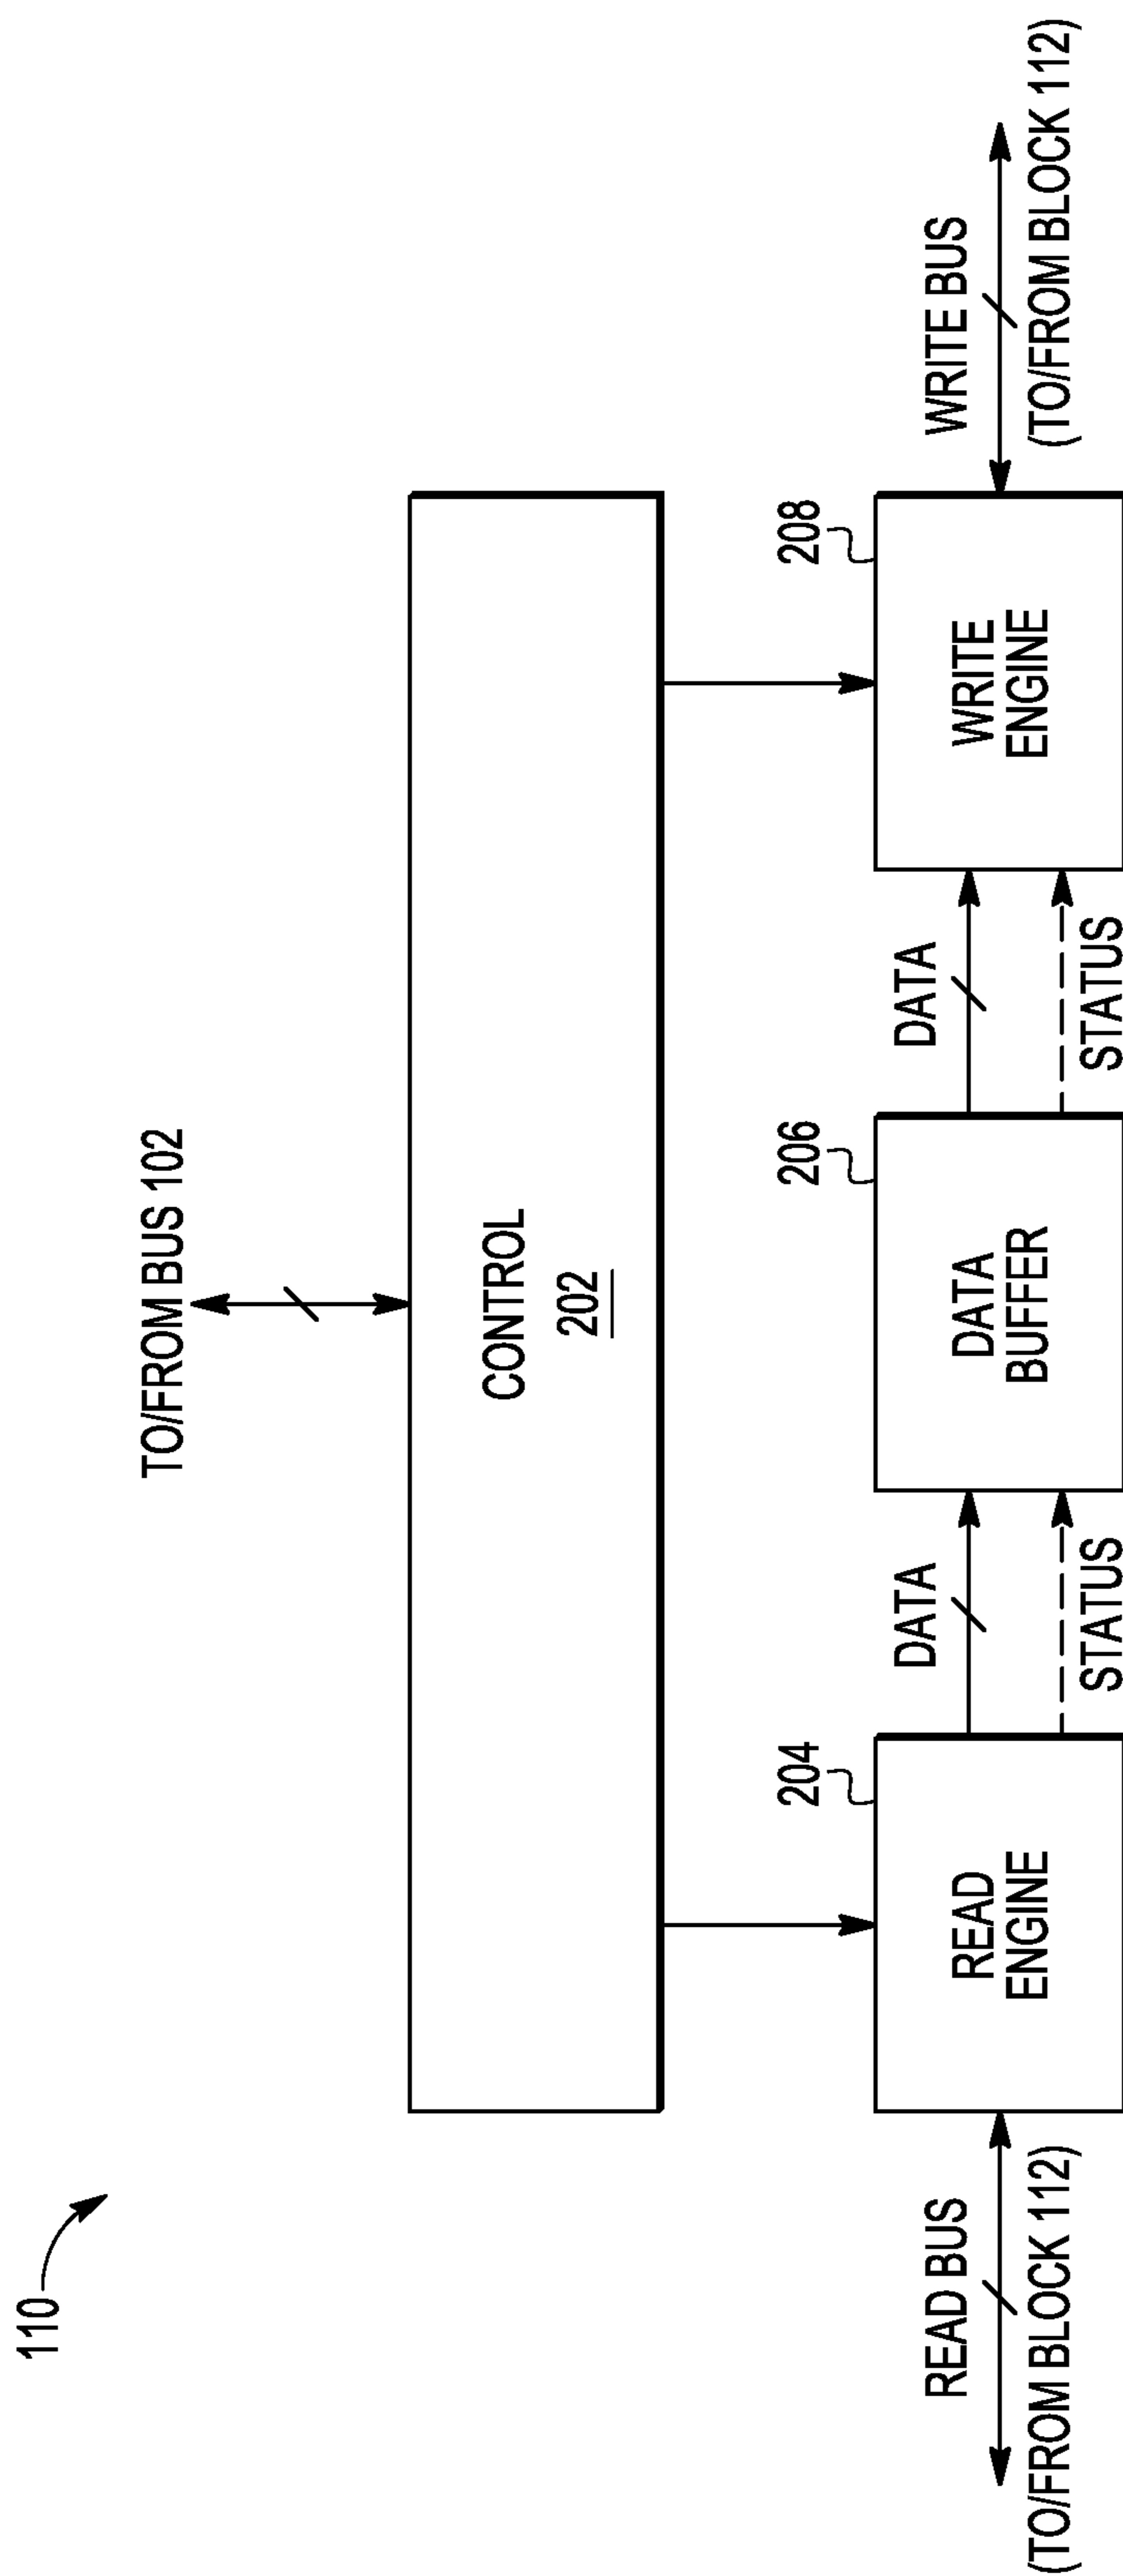 110
TO/FROM BUS 102
CONTROL
202
204
206
208
READ BUS
(TO/FROM BLOCK 112)
READ
ENGINE
DATA
STATUS
DATA
BUFFER
DATA
STATUS
WRITE
ENGINE
WRITE BUS
(TO/FROM BLOCK 112)